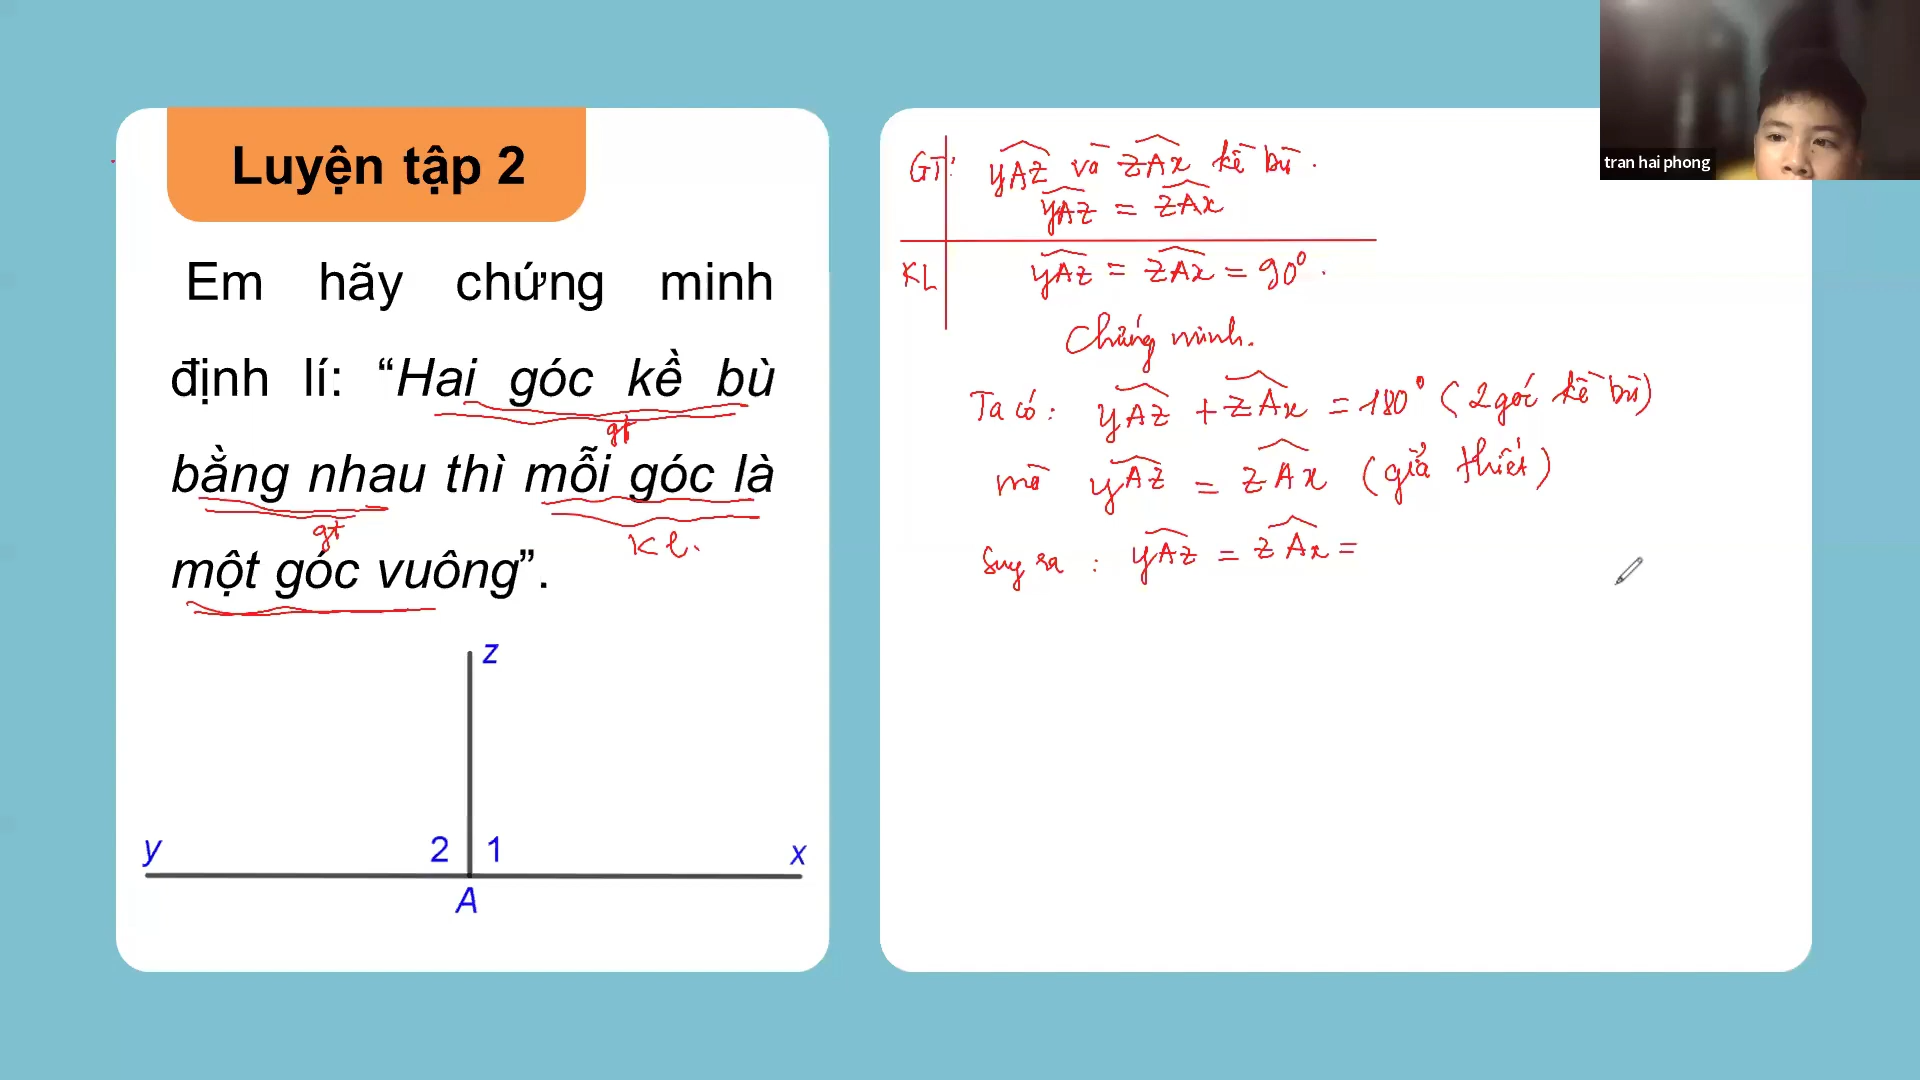 Luyện tập 2
Em hãy chứng minh
định lí: “Hai góc kề bù
gt
bằng nhau thì mỗi góc là
gt
Kl.
một góc vuông”.
z
y 2 1 x
A
GT: yAz và zAx kề bù.
yAz = zAx
KL yAz = zAx = 90°.
Chứng minh.
Ta có: yAz + zAx = 180° (2 góc kề bù)
mà yAz = zAx (giả thiết)
Suy ra: yAz = zAx =
tran hai phong